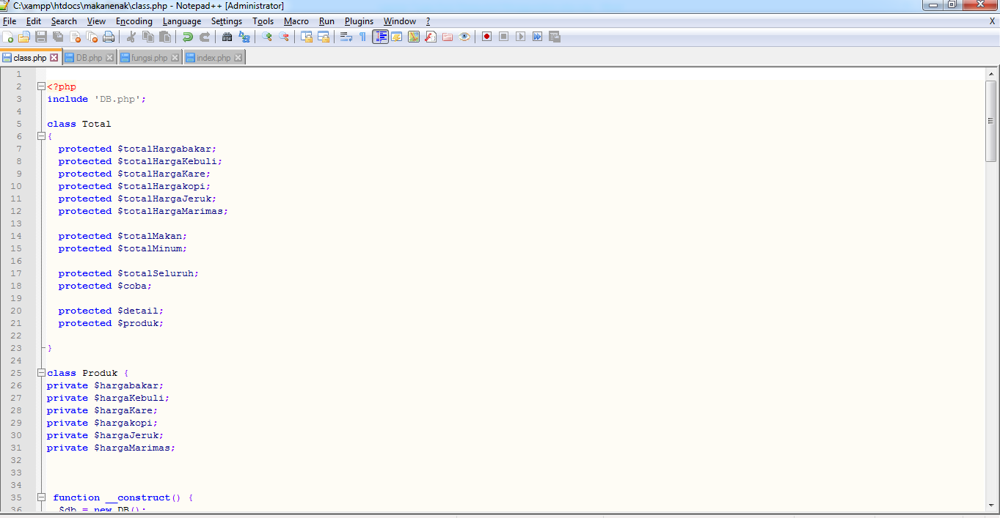 C:\xampp\htdocs\makanenak\class.php - Notepad++ [Administrator]
File Edit Search View Encoding Language Settings Tools Macro Run Plugins Window ? X
class.php DB.php fungsi.php index.php
1
2 <?php
3 include 'DB.php';
4
5 class Total
6 {
7 protected $totalHargabakar;
8 protected $totalHargaKebuli;
9 protected $totalHargaKare;
10 protected $totalHargakopi;
11 protected $totalHargaJeruk;
12 protected $totalHargaMarimas;
13
14 protected $totalMakan;
15 protected $totalMinum;
16
17 protected $totalSeluruh;
18 protected $coba;
19
20 protected $detail;
21 protected $produk;
22
23 }
24
25 class Produk {
26 private $hargabakar;
27 private $hargaKebuli;
28 private $hargaKare;
29 private $hargakopi;
30 private $hargaJeruk;
31 private $hargaMarimas;
32
33
34
35 function __construct() {
36 $db = new DB();